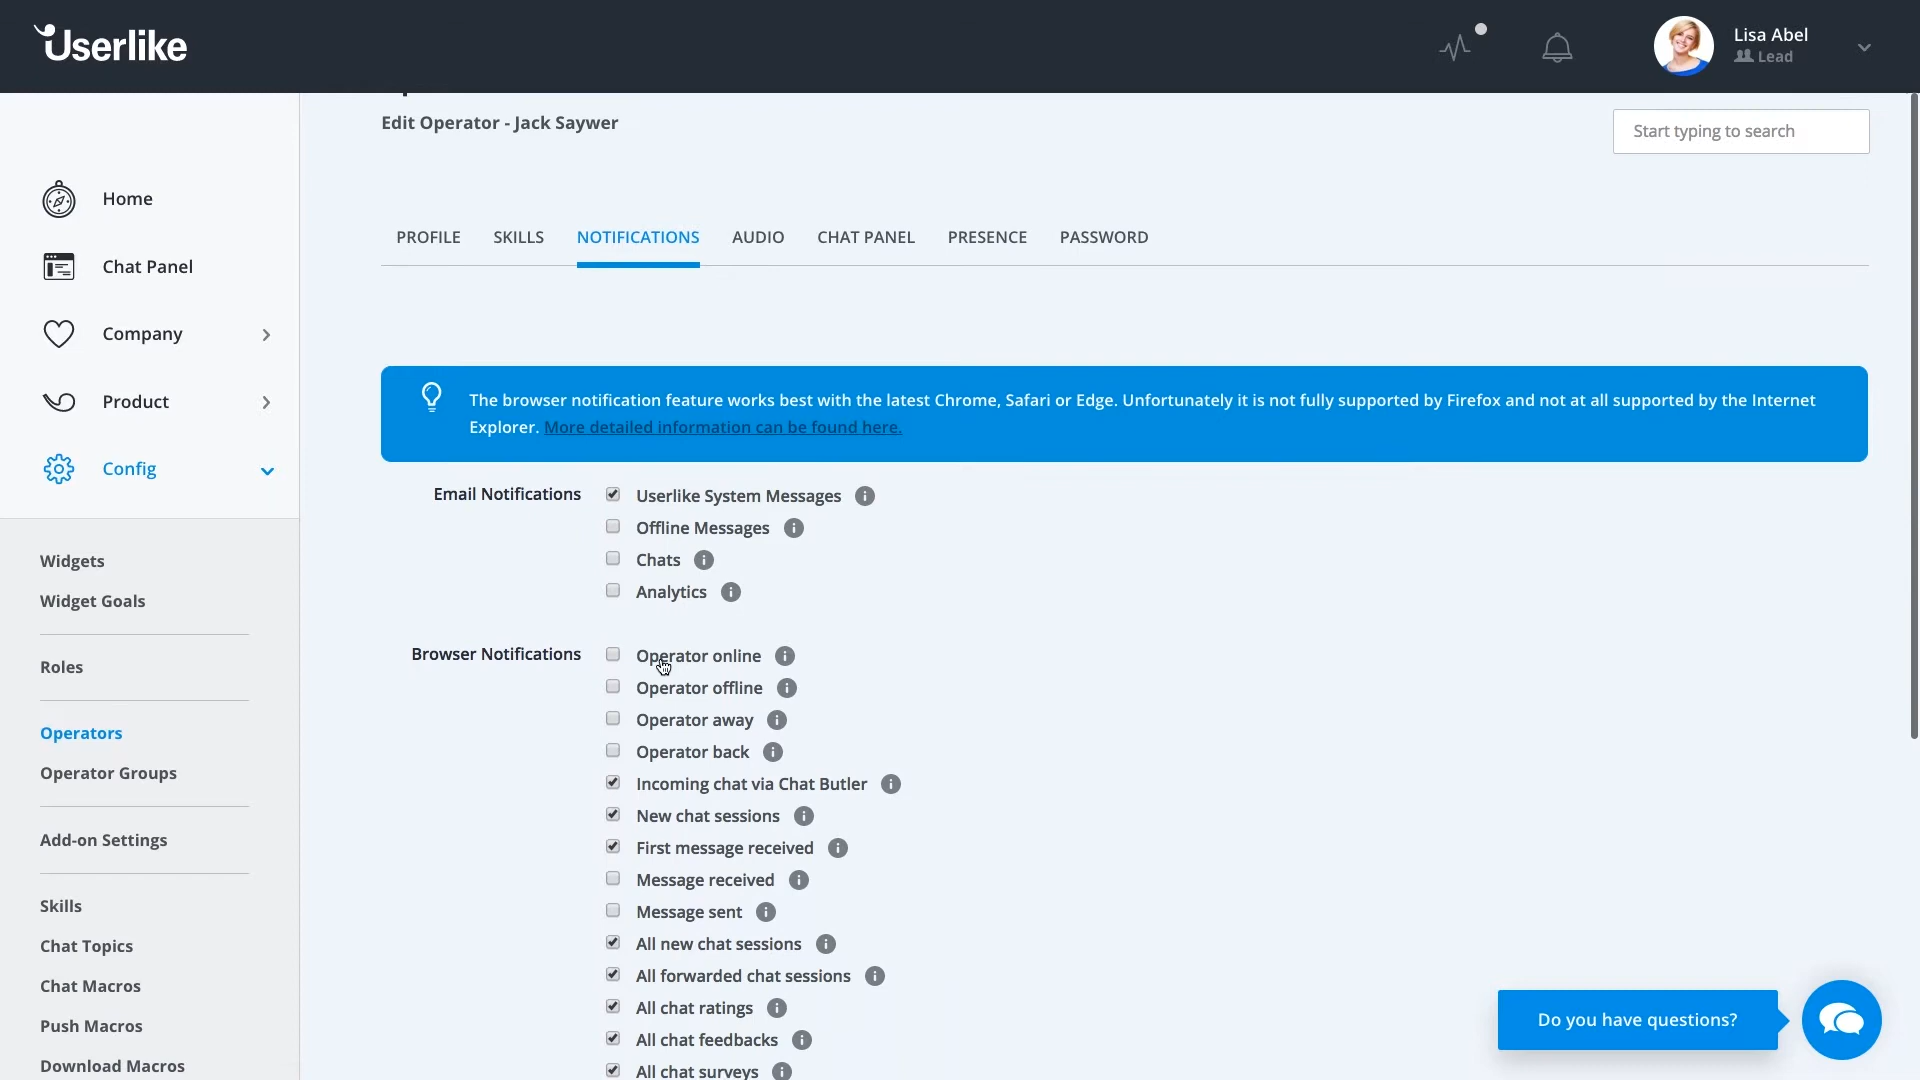 Userlike
Lisa Abel
Lead
Edit Operator - Jack Saywer
Start typing to search
Home
Chat Panel
Company
Product
Config
Widgets
Widget Goals
Roles
Operators
Operator Groups
Add-on Settings
Skills
Chat Topics
Chat Macros
Push Macros
Download Macros
PROFILE SKILLS NOTIFICATIONS AUDIO CHAT PANEL PRESENCE PASSWORD
The browser notification feature works best with the latest Chrome, Safari or Edge. Unfortunately it is not fully supported by Firefox and not at all supported by the Internet
Explorer. More detailed information can be found here.
Email Notifications
Userlike System Messages
Offline Messages
Chats
Analytics
Browser Notifications
Operator online
Operator offline
Operator away
Operator back
Incoming chat via Chat Butler
New chat sessions
First message received
Message received
Message sent
All new chat sessions
All forwarded chat sessions
All chat ratings
All chat feedbacks
All chat surveys
Do you have questions?